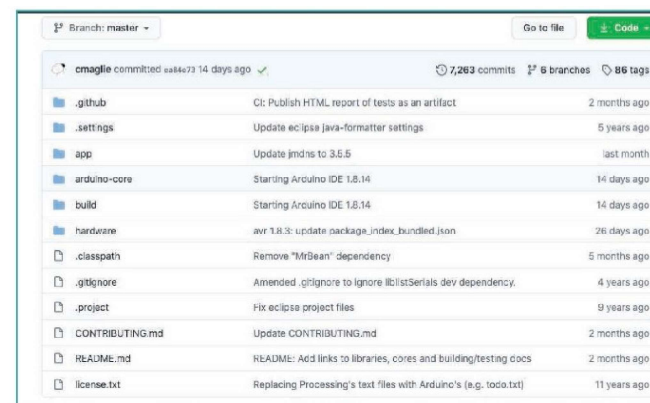 Branch: master
Go to file
Code
cmaglie committed ea84e73 14 days ago
7,263 commits 6 branches 86 tags
.github CI: Publish HTML report of tests as an artifact 2 months ago
.settings Update eclipse java-formatter settings 5 years ago
app Update jmdns to 3.5.5 last month
arduino-core Starting Arduino IDE 1.8.14 14 days ago
build Starting Arduino IDE 1.8.14 14 days ago
hardware avr 1.8.3: update package_index_bundled.json 26 days ago
.classpath Remove "MrBean" dependency 5 months ago
.gitignore Amended .gitignore to ignore liblistSerials dev dependency. 4 years ago
.project Fix eclipse project files 9 years ago
CONTRIBUTING.md Update CONTRIBUTING.md 2 months ago
README.md README: Add links to libraries, cores and building/testing docs 2 months ago
license.txt Replacing Processing's text files with Arduino's (e.g. todo.txt) 11 years ago